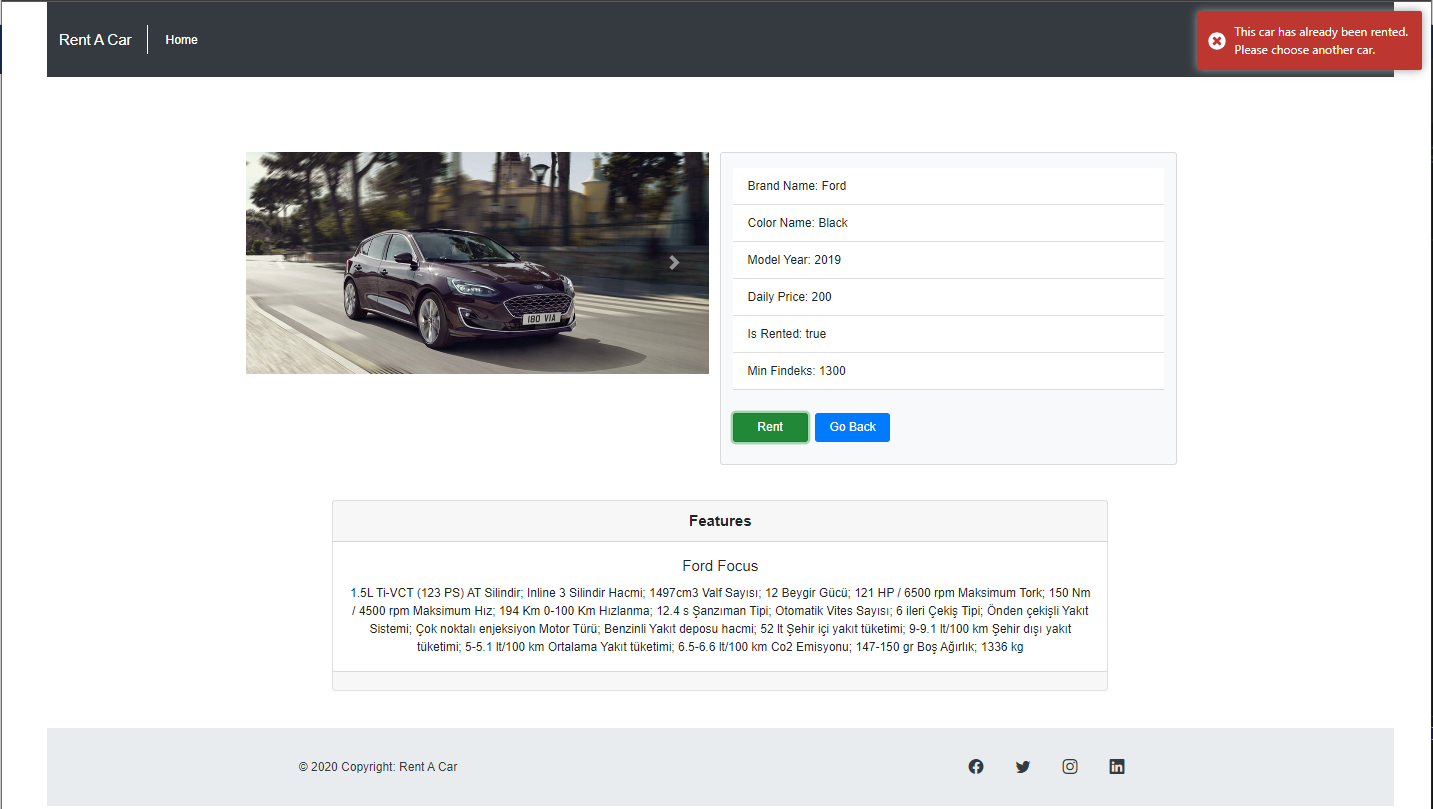 Rent A Car
Home
This car has already been rented.
Please choose another car.
180 VIA
Brand Name: Ford
Color Name: Black
Model Year: 2019
Daily Price: 200
Is Rented: true
Min Findeks: 1300
Rent
Go Back
Features
Ford Focus
1.5L Ti-VCT (123 PS) AT Silindir; Inline 3 Silindir Hacmi; 1497cm3 Valf Sayısı; 12 Beygir Gücü; 121 HP / 6500 rpm Maksimum Tork; 150 Nm
/ 4500 rpm Maksimum Hız; 194 Km 0-100 Km Hızlanma; 12.4 s Şanzıman Tipi; Otomatik Vites Sayısı; 6 ileri Çekiş Tipi; Önden çekişli Yakıt
Sistemi; Çok noktalı enjeksiyon Motor Türü; Benzinli Yakıt deposu hacmi; 52 lt Şehir içi yakıt tüketimi; 9-9.1 lt/100 km Şehir dışı yakıt
tüketimi; 5-5.1 lt/100 km Ortalama Yakıt tüketimi; 6.5-6.6 lt/100 km Co2 Emisyonu; 147-150 gr Boş Ağırlık; 1336 kg
© 2020 Copyright: Rent A Car